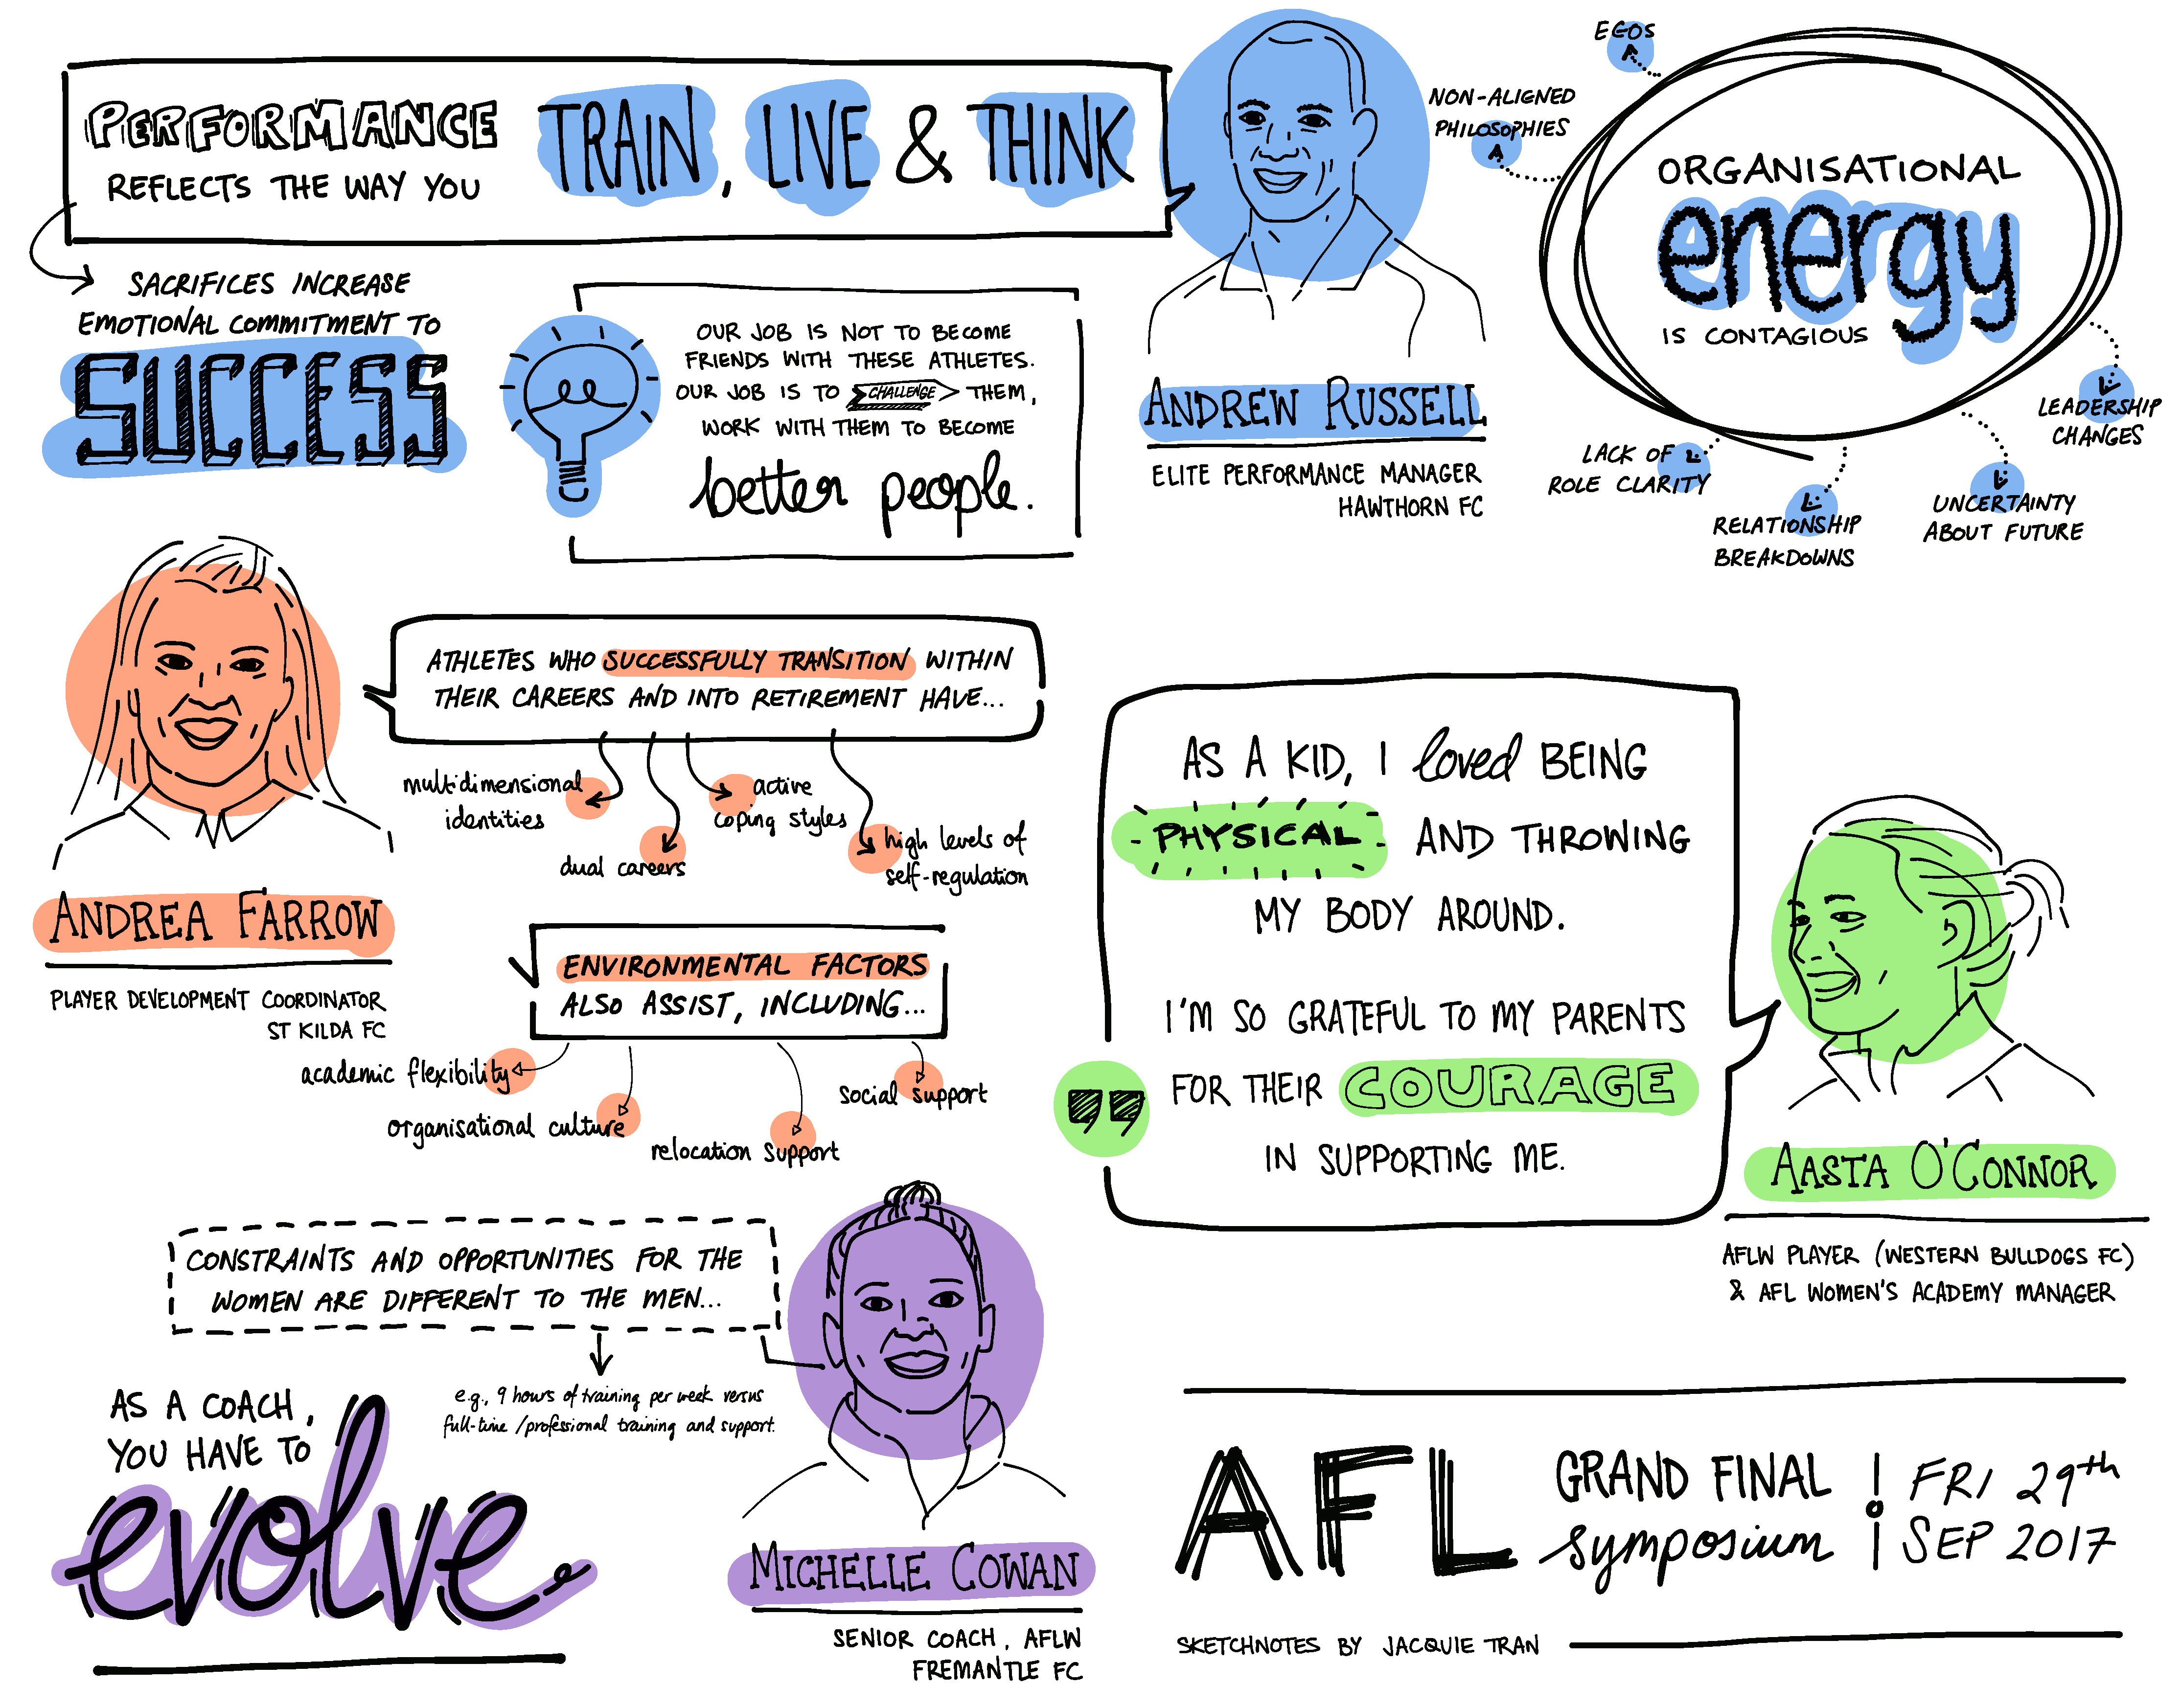 PERFORMANCE
REFLECTS THE WAY YOU
TRAIN, LIVE & THINK
SACRIFICES INCREASE
EMOTIONAL COMMITMENT TO
SUCCESS
OUR JOB IS NOT TO BECOME
FRIENDS WITH THESE ATHLETES.
OUR JOB IS TO CHALLENGE THEM,
WORK WITH THEM TO BECOME
better people.
ANDREW RUSSELL
ELITE PERFORMANCE MANAGER
HAWTHORN FC
EGOS
NON-ALIGNED
PHILOSOPHIES
ORGANISATIONAL
energy
IS CONTAGIOUS
LEADERSHIP
CHANGES
LACK OF
ROLE CLARITY
RELATIONSHIP
BREAKDOWNS
UNCERTAINTY
ABOUT FUTURE
ATHLETES WHO SUCCESSFULLY TRANSITION WITHIN
THEIR CAREERS AND INTO RETIREMENT HAVE...
multidimensional
identities
dual careers
active
coping styles
high levels of
self-regulation
ANDREA FARROW
PLAYER DEVELOPMENT COORDINATOR
ST KILDA FC
ENVIRONMENTAL FACTORS
ALSO ASSIST, INCLUDING...
academic flexibility
organisational culture
relocation support
social support
AS A KID, I loved BEING
PHYSICAL AND THROWING
MY BODY AROUND.
I'M SO GRATEFUL TO MY PARENTS
FOR THEIR COURAGE
IN SUPPORTING ME.
"
AASTA O'CONNOR
AFLW PLAYER (WESTERN BULLDOGS FC)
& AFL WOMEN'S ACADEMY MANAGER
CONSTRAINTS AND OPPORTUNITIES FOR THE
WOMEN ARE DIFFERENT TO THE MEN...
e.g., 9 hours of training per week versus
full-time/professional training and support.
AS A COACH,
YOU HAVE TO
evolve
MICHELLE COWAN
SENIOR COACH, AFLW
FREMANTLE FC
AFL
GRAND FINAL
symposium
FRI 29th
SEP 2017
SKETCHNOTES BY JACQUIE TRAN